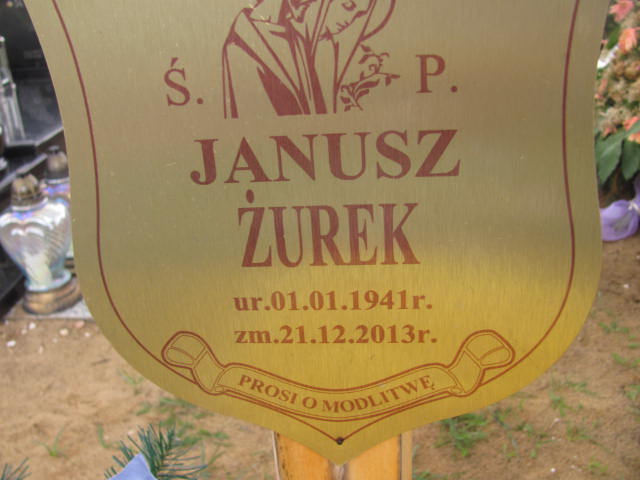 Ś. P.
JANUSZ
ŻUREK
ur.01.01.1941r.
zm.21.12.2013r.
PROSI O MODLITWĘ